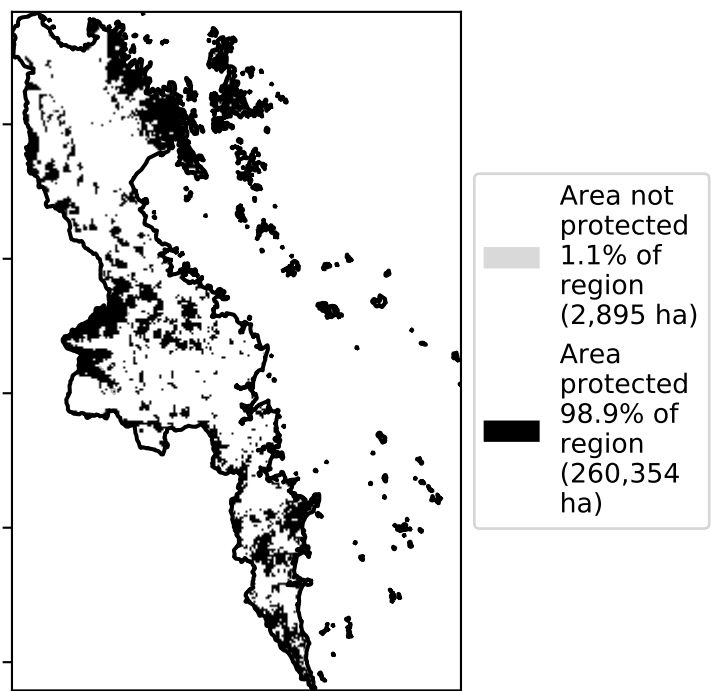 Area not
protected
1.1% of
region
(2,895 ha)
Area
protected
98.9% of
region
(260,354
ha)